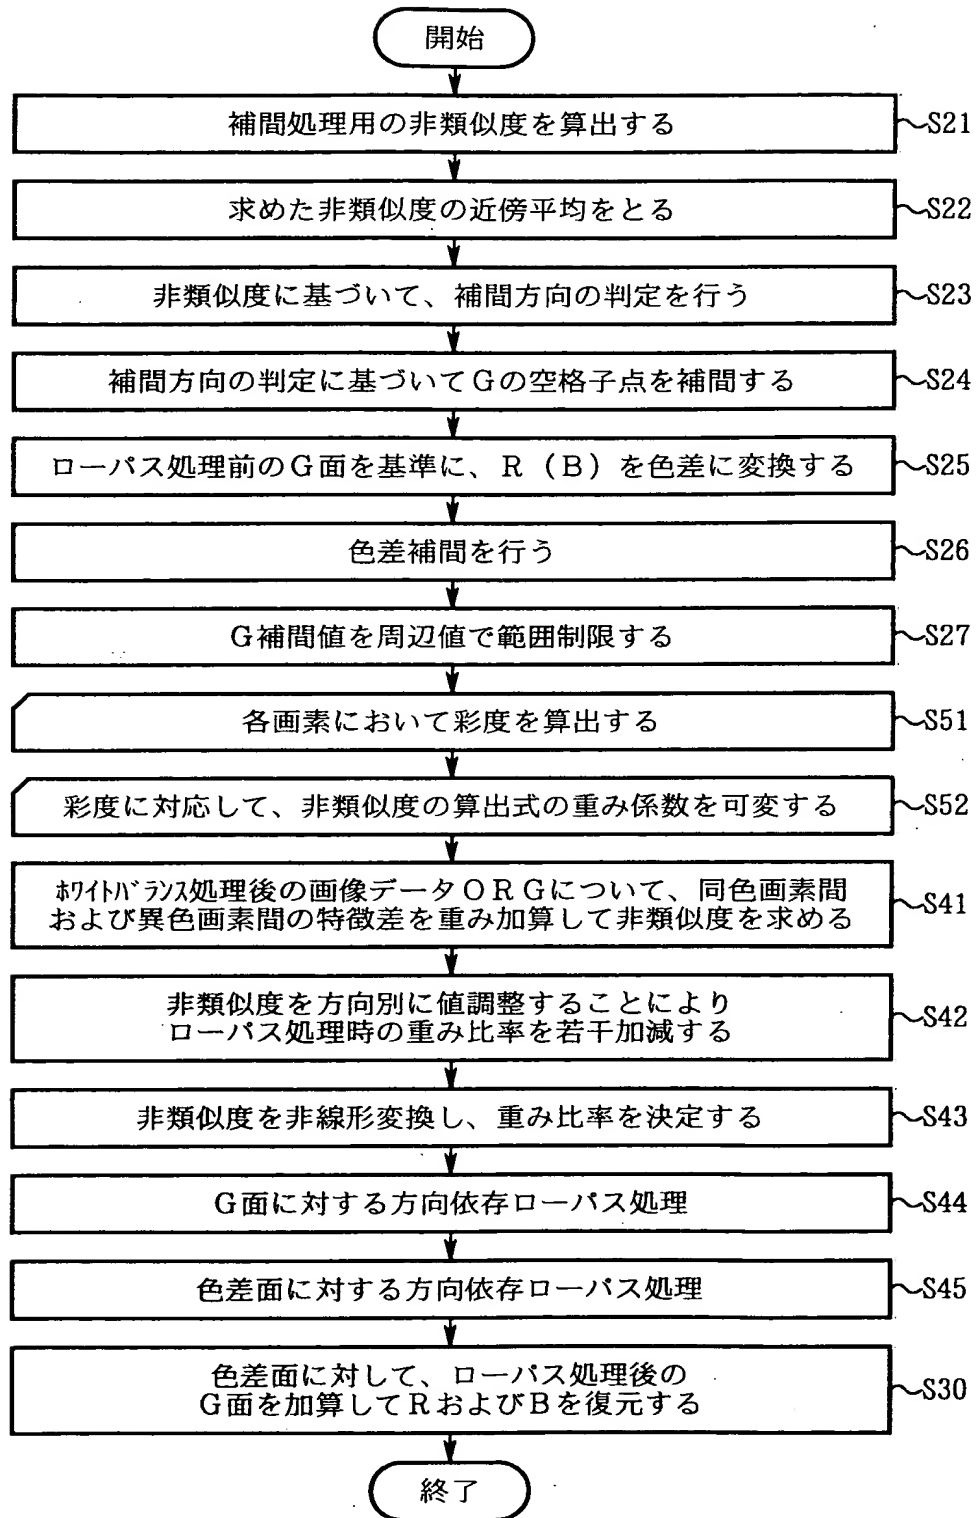 開始
補間処理用の非類似度を算出する
S21
求めた非類似度の近傍平均をとる
S22
非類似度に基づいて、補間方向の判定を行う
S23
補間方向の判定に基づいてGの空格子点を補間する
S24
ローパス処理前のG面を基準に、R（B）を色差に変換する
S25
色差補間を行う
S26
G補間値を周辺値で範囲制限する
S27
各画素において彩度を算出する
S51
彩度に対応して、非類似度の算出式の重み係数を可変する
S52
ﾎﾜｲﾄﾊﾞﾗﾝｽ処理後の画像データORGについて、同色画素間
および異色画素間の特徴差を重み加算して非類似度を求める
S41
非類似度を方向別に値調整することにより
ローパス処理時の重み比率を若干加減する
S42
非類似度を非線形変換し、重み比率を決定する
S43
G面に対する方向依存ローパス処理
S44
色差面に対する方向依存ローパス処理
S45
色差面に対して、ローパス処理後の
G面を加算してRおよびBを復元する
S30
終了